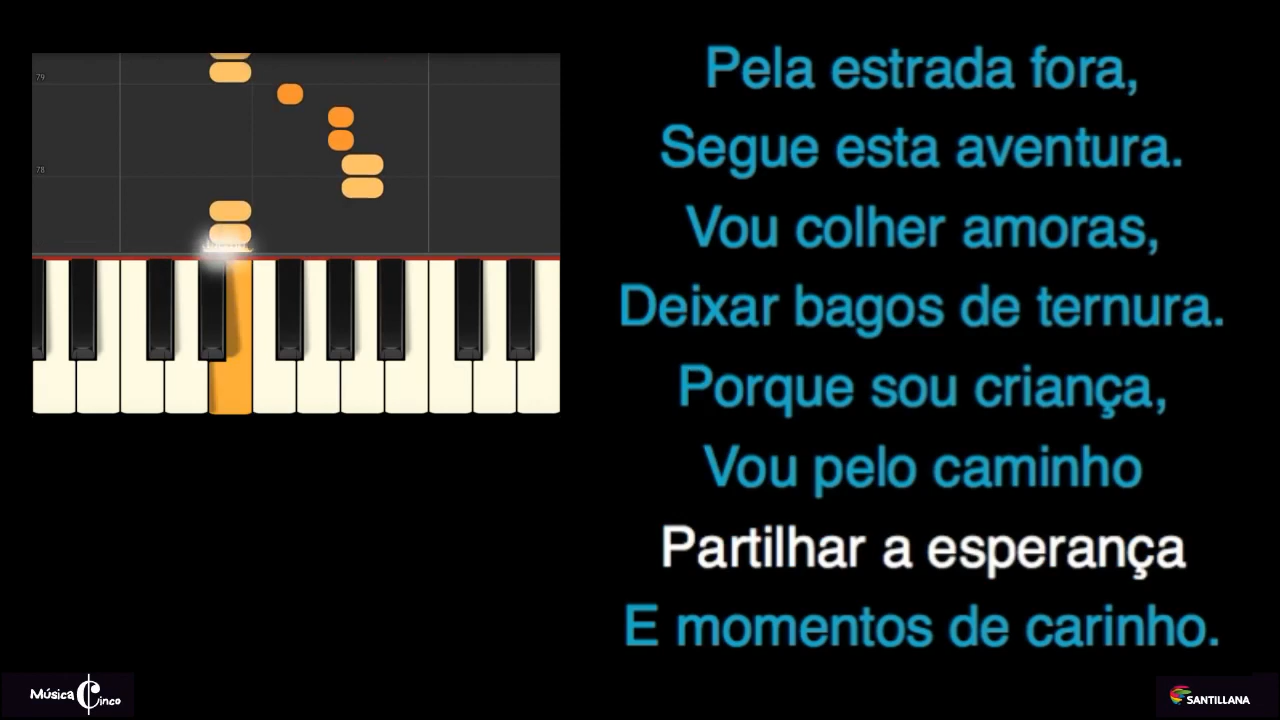 79
78
Pela estrada fora,
Segue esta aventura.
Vou colher amoras,
Deixar bagos de ternura.
Porque sou criança,
Vou pelo caminho
Partilhar a esperança
E momentos de carinho.
Música Cinco
SANTILLANA